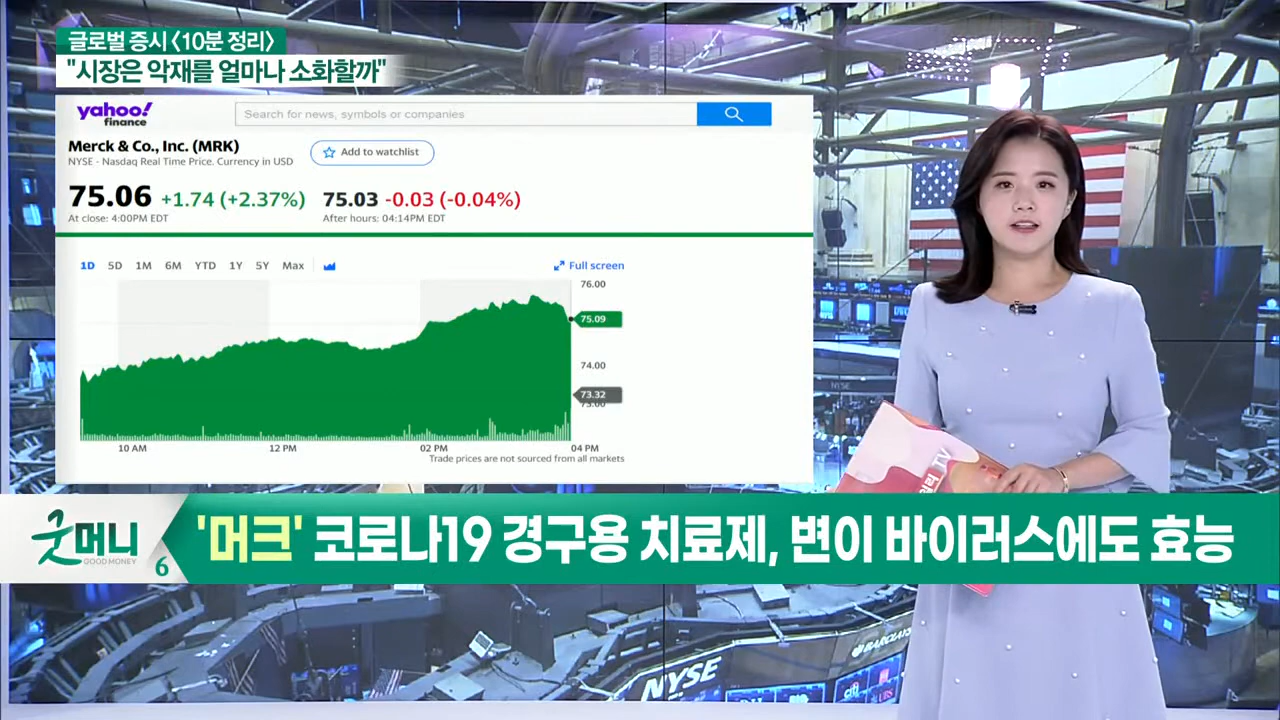 글로벌 증시 <10분 정리>
"시장은 악재를 얼마나 소화할까"
yahoo!
finance
Search for news, symbols or companies
Merck & Co., Inc. (MRK)
NYSE - Nasdaq Real Time Price. Currency in USD
Add to watchlist
75.06 +1.74 (+2.37%) 75.03 -0.03 (-0.04%)
At close: 4:00PM EDT After hours: 04:14PM EDT
1D 5D 1M 6M YTD 1Y 5Y Max
Full screen
76.00
75.09
74.00
73.32
73.00
10 AM 12 PM 02 PM 04 PM
Trade prices are not sourced from all markets
굿머니
GOOD MONEY
6
'머크' 코로나19 경구용 치료제, 변이 바이러스에도 효능
NYSE
BARCLAYS
citi
UBS
NYSE